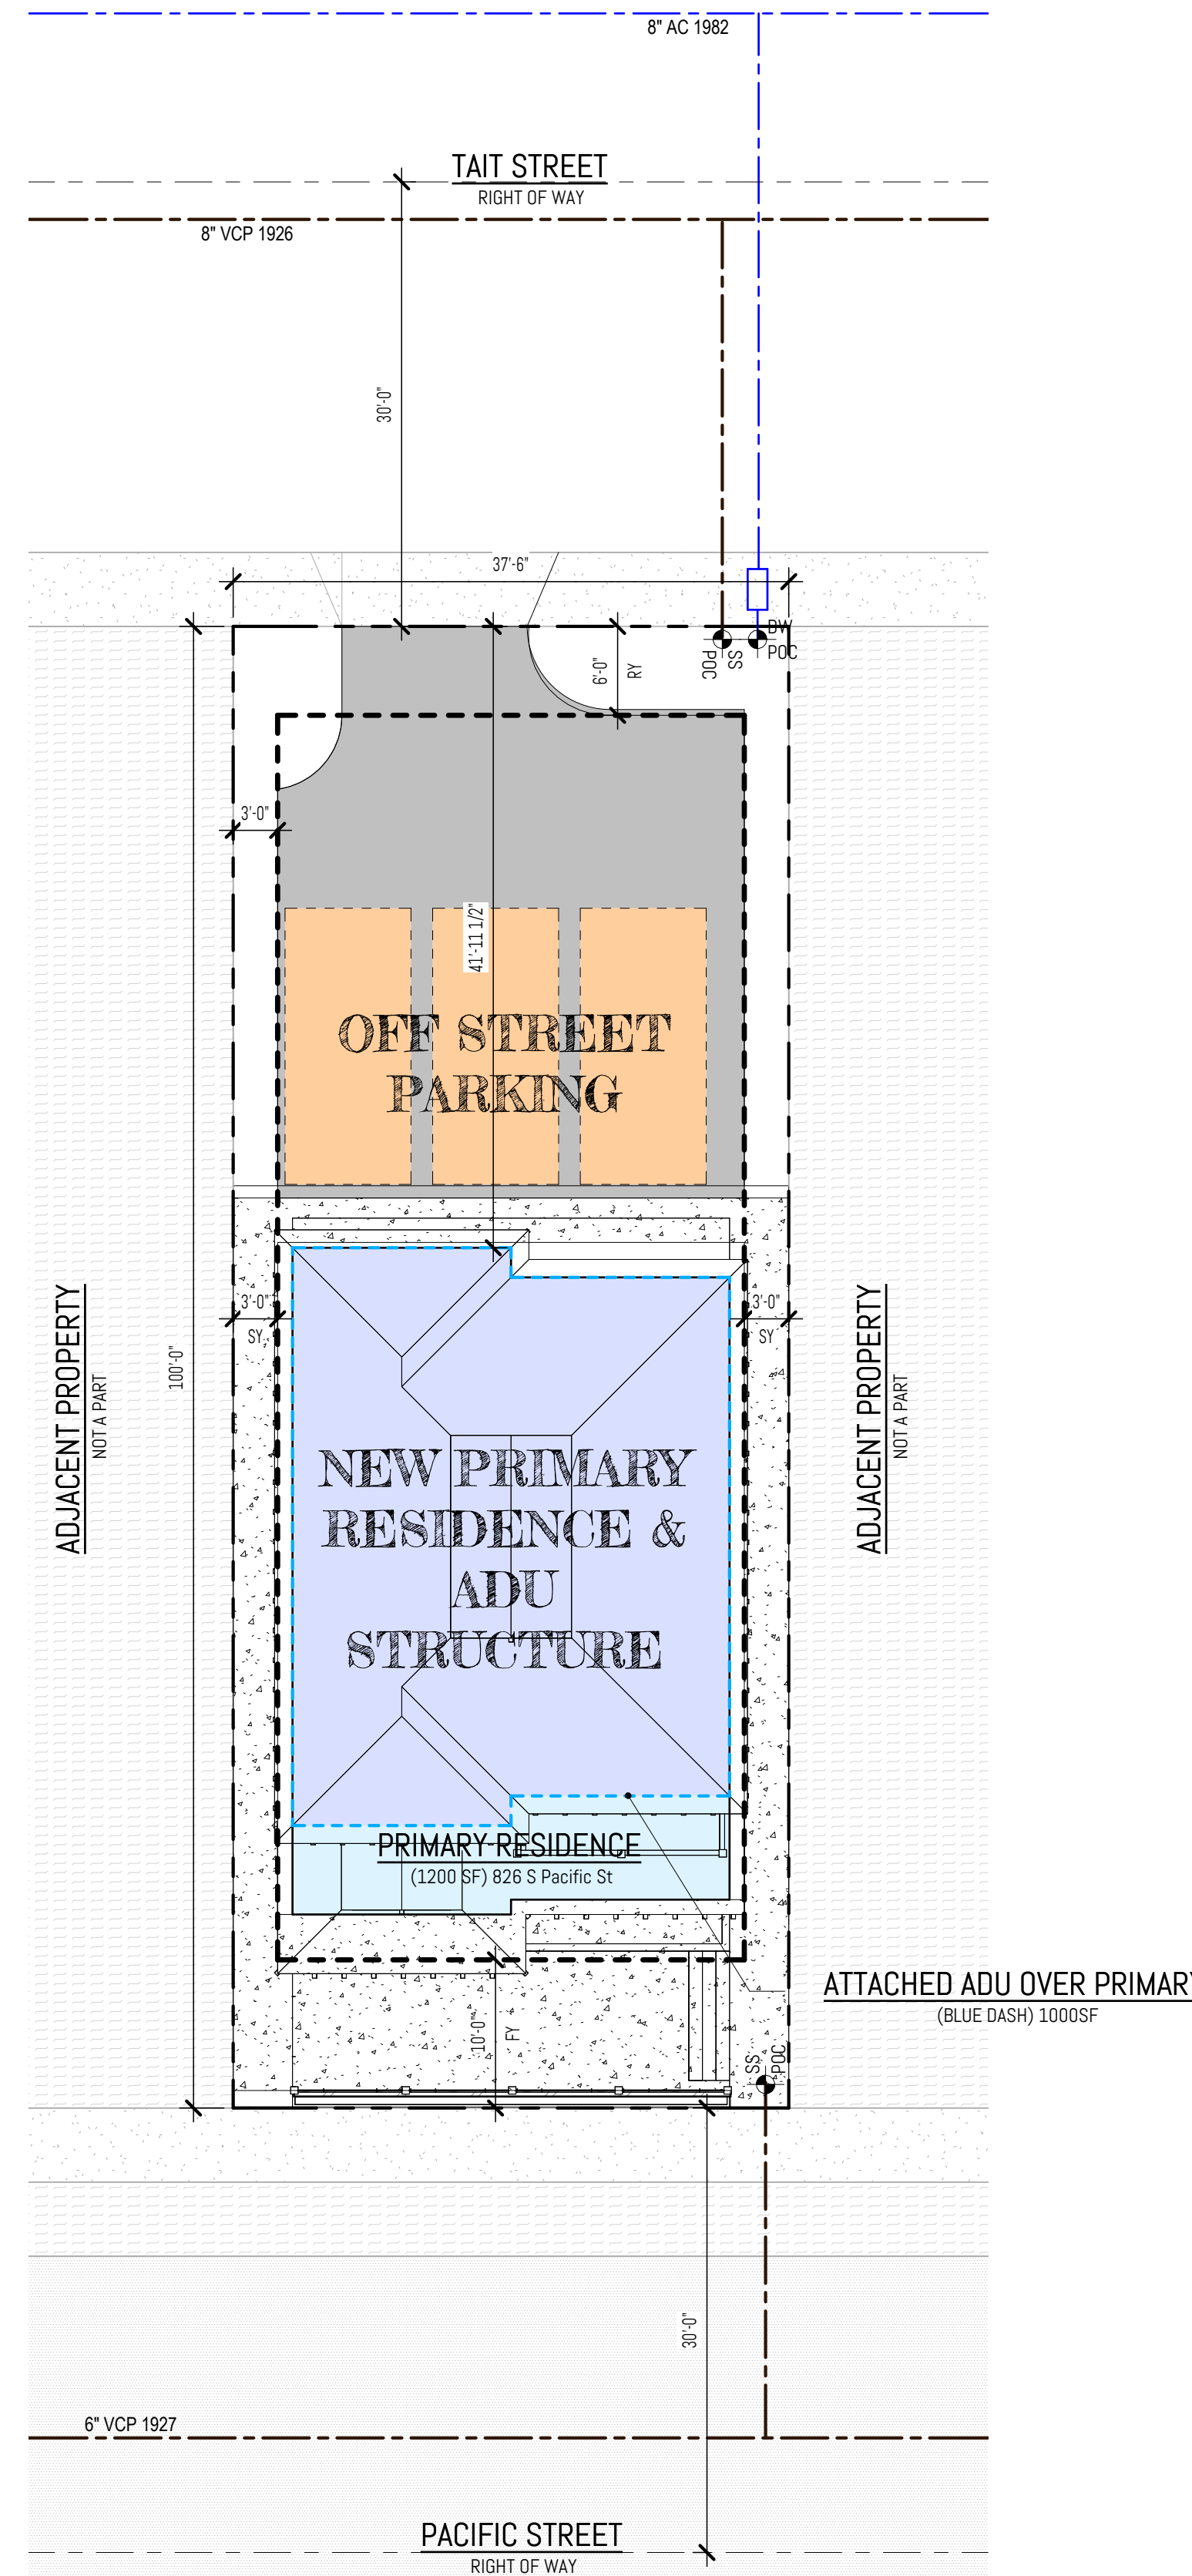 8" AC 1982
TAIT STREET
RIGHT OF WAY
8" VCP 1926
30'-0"
37'-6"
BW
POC
SS
POC
6'-0"
RY
3'-0"
41'-11 1/2"
OFF STREET
PARKING
3'-0"
SY
3'-0"
SY
100'-0"
ADJACENT PROPERTY
NOT A PART
ADJACENT PROPERTY
NOT A PART
NEW PRIMARY
RESIDENCE &
ADU
STRUCTURE
PRIMARY RESIDENCE
(1200 SF) 826 S Pacific St
ATTACHED ADU OVER PRIMARY
(BLUE DASH) 1000SF
10'-0"
FY
SS
POC
30'-0"
6" VCP 1927
PACIFIC STREET
RIGHT OF WAY